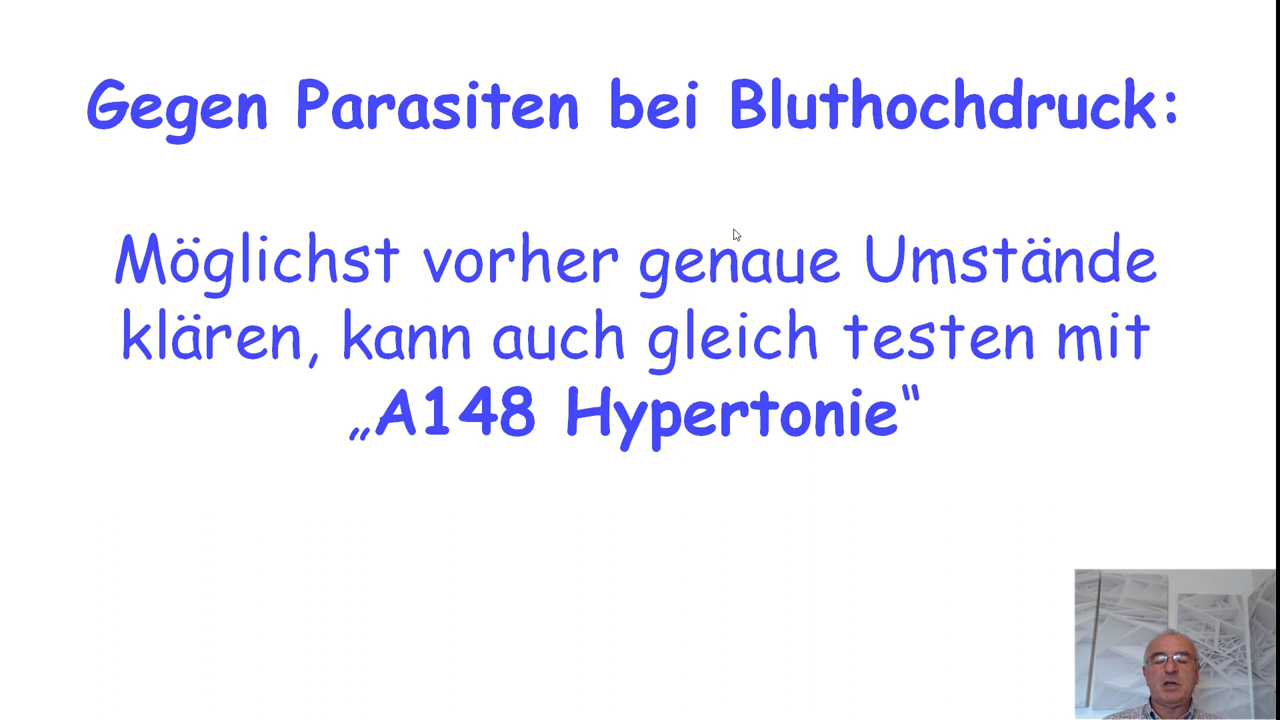 Gegen Parasiten bei Bluthochdruck:
Möglichst vorher genaue Umstände
klären, kann auch gleich testen mit
„A148 Hypertonie“